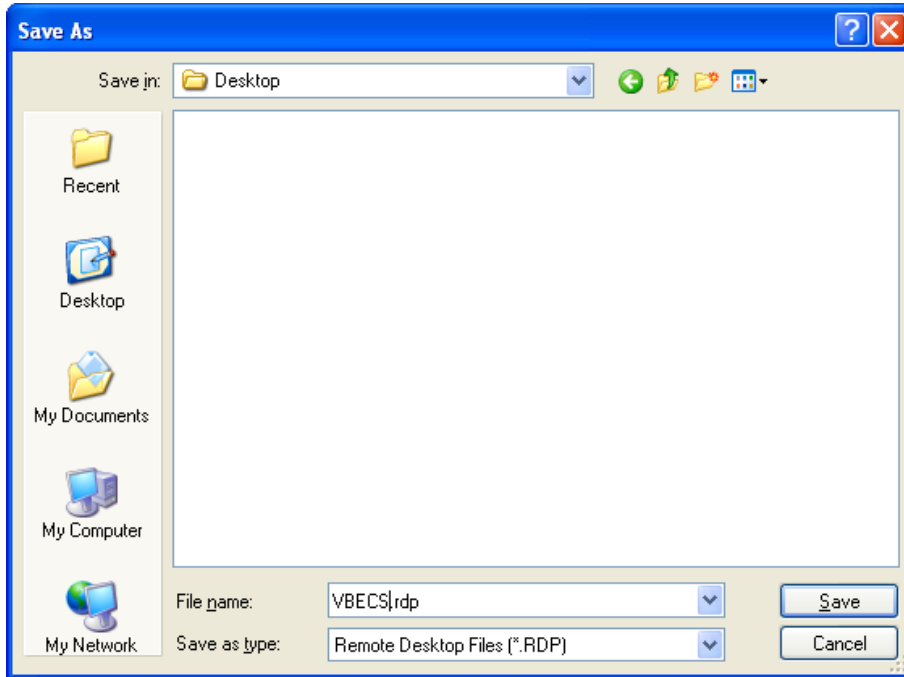 Save As
Save in: Desktop
Recent
Desktop
My Documents
My Computer
My Network
File name: VBECS.rdp Save
Save as type: Remote Desktop Files (*.RDP) Cancel